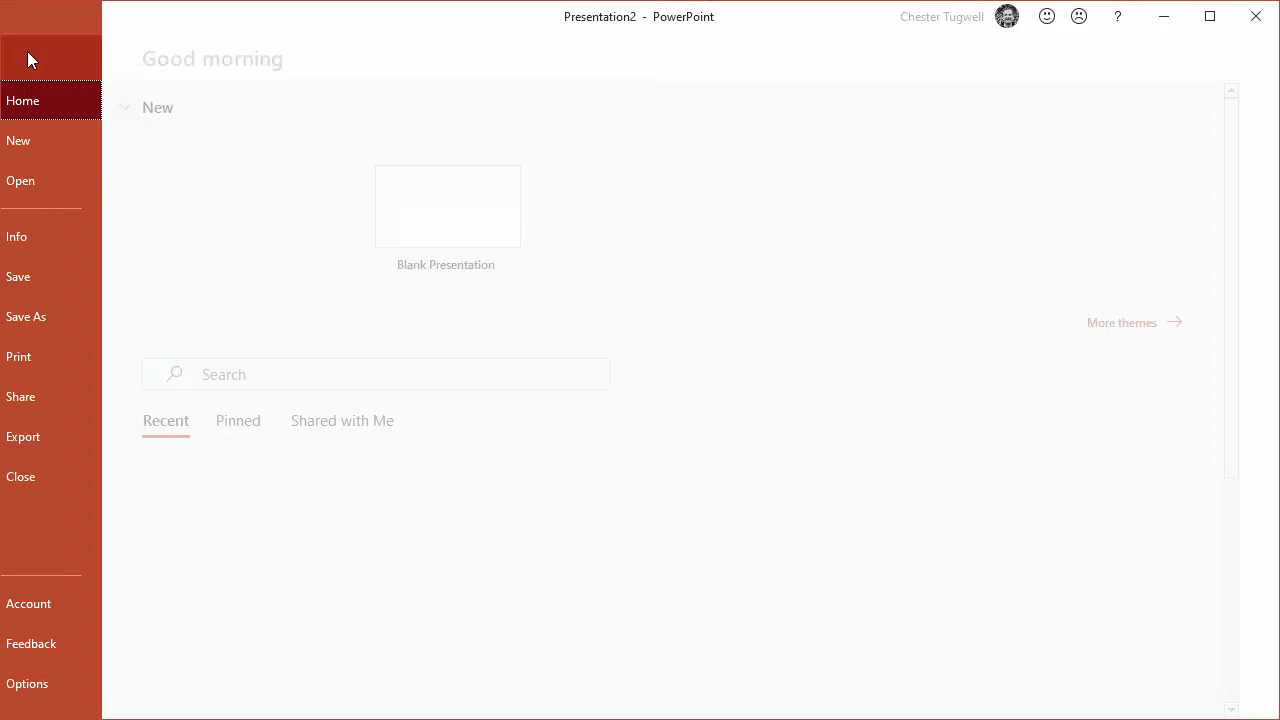 Presentation2 - PowerPoint
Chester Tugwell
?
Good morning
Home
New
Open
Info
Save
Save As
Print
Share
Export
Close
Account
Feedback
Options
New
Blank Presentation
More themes
Search
Recent Pinned Shared with Me